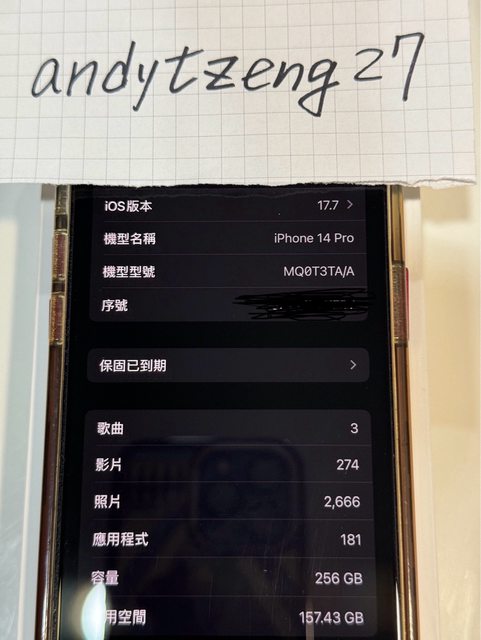 andytzeng27
iOS版本 17.7
機型名稱 iPhone 14 Pro
機型型號 MQ0T3TA/A
序號
保固已到期
歌曲 3
影片 274
照片 2,666
應用程式 181
容量 256 GB
用空間 157.43 GB